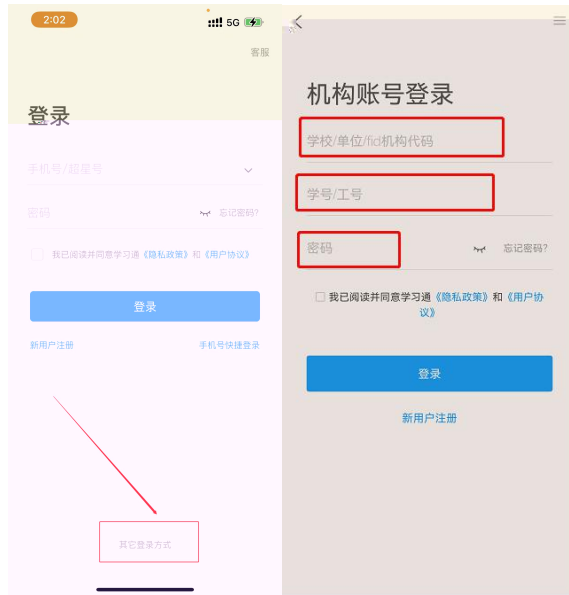 2:02
5G
客服
登录
手机号/超星号
密码
忘记密码?
我已阅读并同意学习通《隐私政策》和《用户协议》
登录
新用户注册
手机号快捷登录
其它登录方式
机构账号登录
学校/单位/fid机构代码
学号/工号
密码
忘记密码?
我已阅读并同意学习通《隐私政策》和《用户协
议》
登录
新用户注册